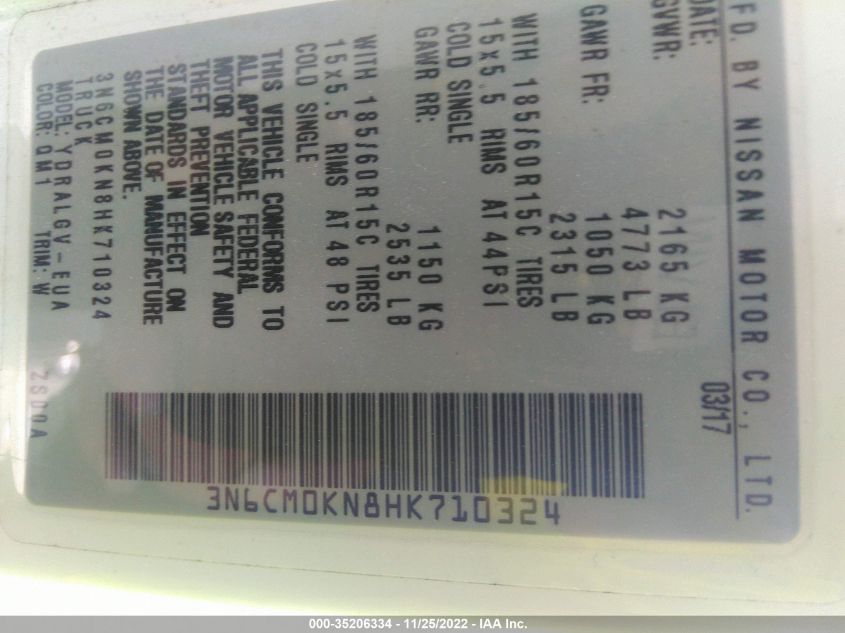 FD. BY NISSAN MOTOR CO., LTD.
DATE: 03/17
GVWR: 2165 KG
4773 LB
GAWR FR: 1050 KG
2315 LB
WITH 185/60R15C TIRES
15x5.5 RIMS AT 44PSI
COLD SINGLE
GAWR RR: 1150 KG
2535 LB
WITH 185/60R15C TIRES
15x5.5 RIMS AT 48 PSI
COLD SINGLE
THIS VEHICLE CONFORMS TO
ALL APPLICABLE FEDERAL
MOTOR VEHICLE SAFETY AND
THEFT PREVENTION
STANDARDS IN EFFECT ON
THE DATE OF MANUFACTURE
SHOWN ABOVE.
3N6CM0KN8HK710324
TRUCK
MODEL: YDRALGV-EUA
COLOR: QM1 TRIM: W ZSD0A
3N6CM0KN8HK710324
000-35206334 - 11/25/2022 - IAA Inc.